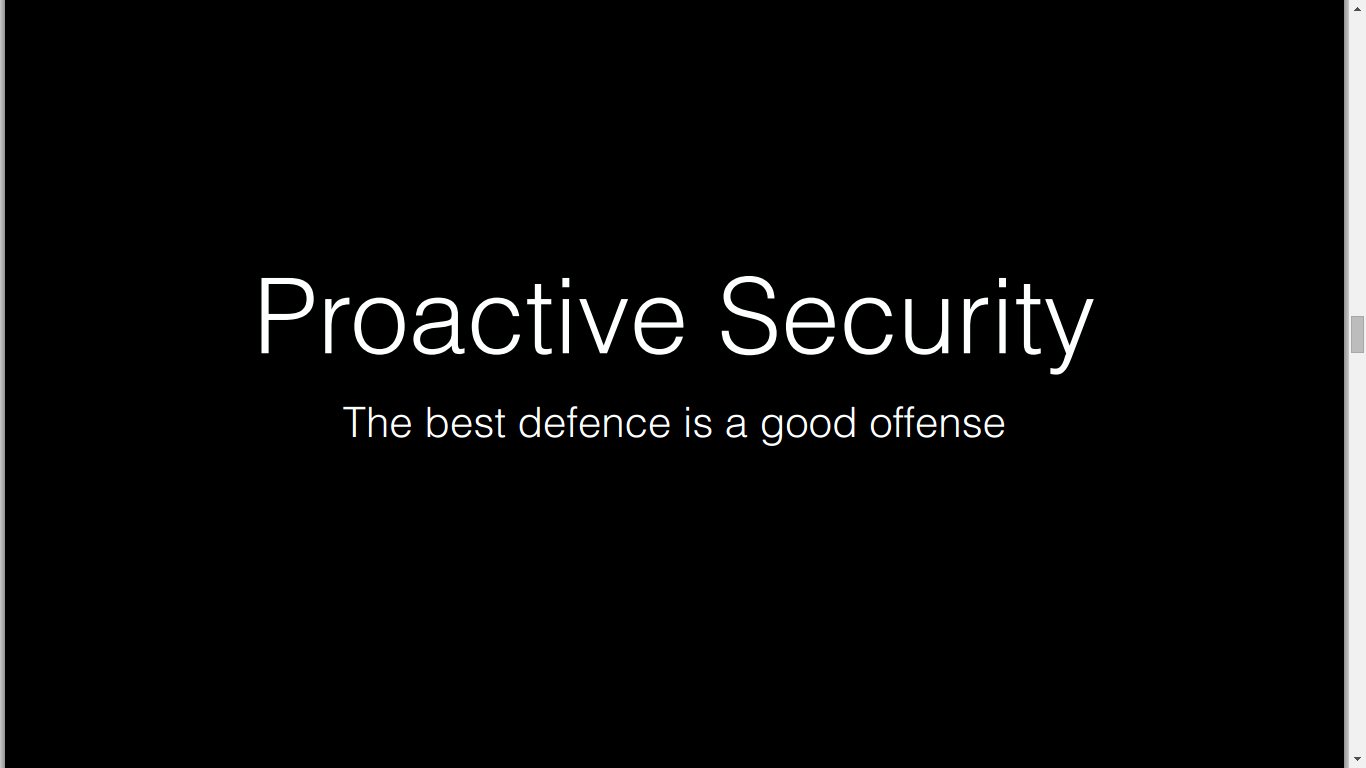 Proactive Security
The best defence is a good offense